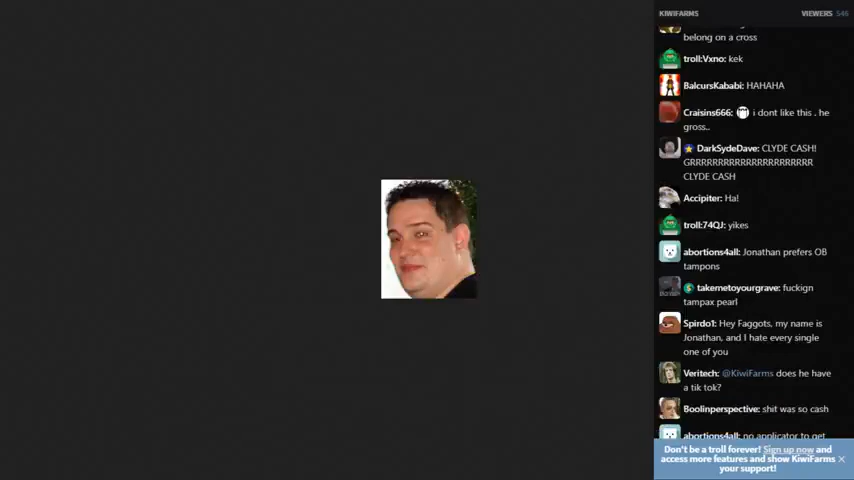 KIWIFARMS VIEWERS 546
belong on a cross
troll:Vxno: kek
BalcursKababi: HAHAHA
Craisins666: i dont like this . he
gross..
DarkSydeDave: CLYDE CASH!
GRRRRRRRRRRRRRRRRRRRRRR
CLYDE CASH
Accipiter: Ha!
troll:74QJ: yikes
abortions4all: Jonathan prefers OB
tampons
takemetoyourgrave: fuckign
tampax pearl
Spirdo1: Hey Faggots, my name is
Jonathan, and I hate every single
one of you
Veritech: @KiwiFarms does he have
a tik tok?
Boolinperspective: shit was so cash
abortions4all: no applicator to get
Don't be a troll forever! Sign up now and
access more features and show KiwiFarms
your support!